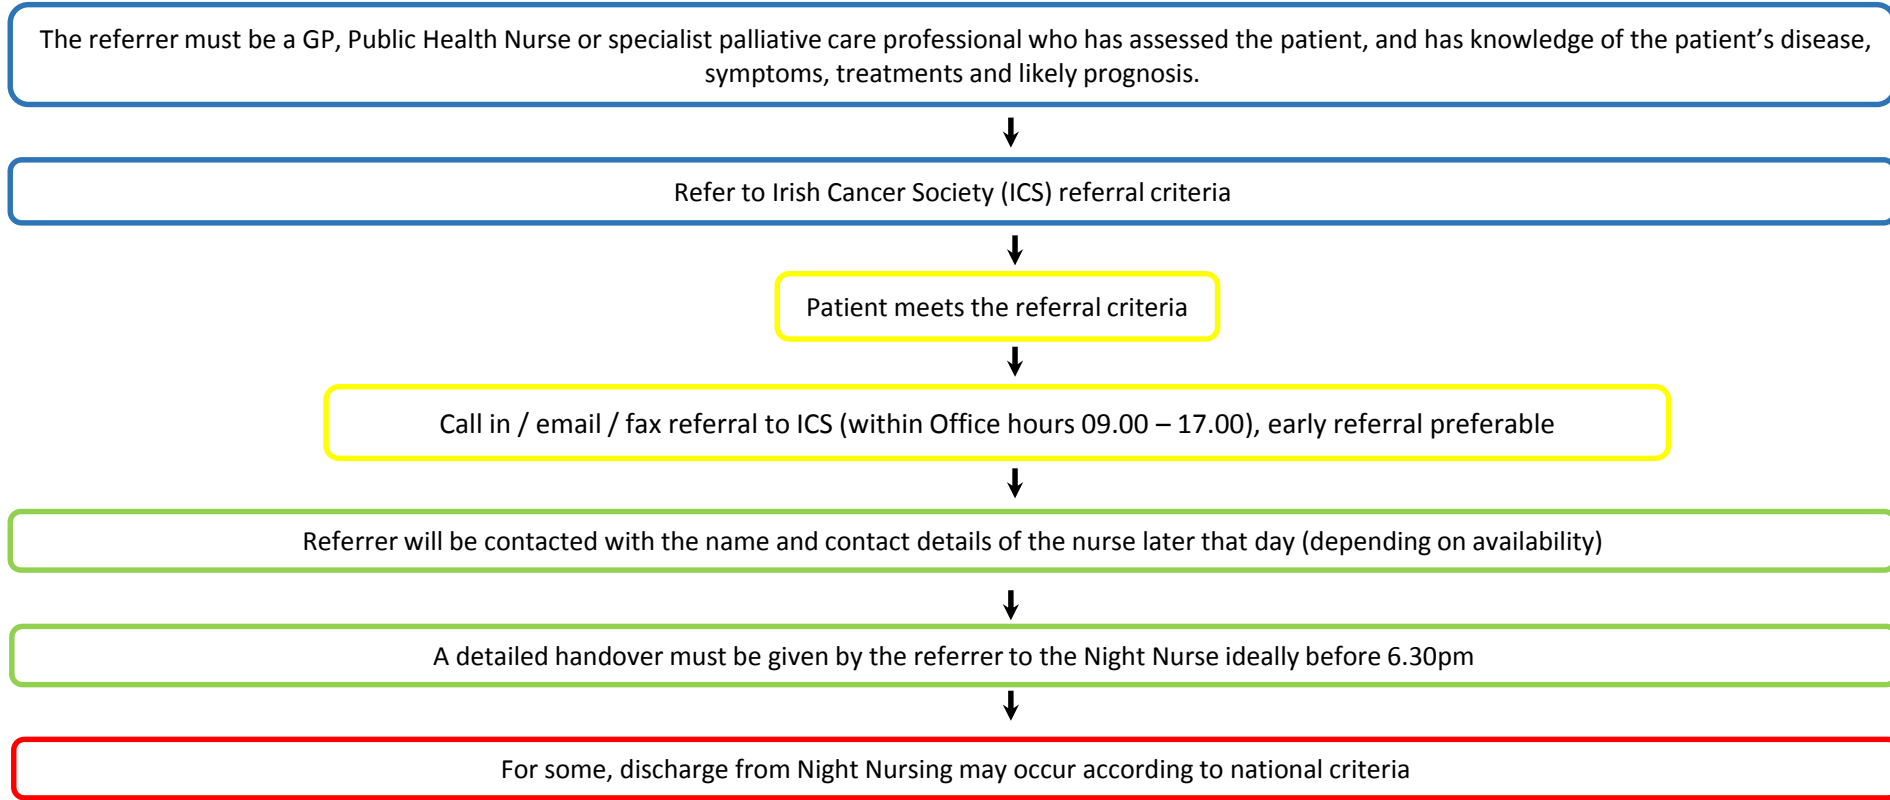 The referrer must be a GP, Public Health Nurse or specialist palliative care professional who has assessed the patient, and has knowledge of the patient’s disease,
symptoms, treatments and likely prognosis.
Refer to Irish Cancer Society (ICS) referral criteria
Patient meets the referral criteria
Call in / email / fax referral to ICS (within Office hours 09.00 – 17.00), early referral preferable
Referrer will be contacted with the name and contact details of the nurse later that day (depending on availability)
A detailed handover must be given by the referrer to the Night Nurse ideally before 6.30pm
For some, discharge from Night Nursing may occur according to national criteria